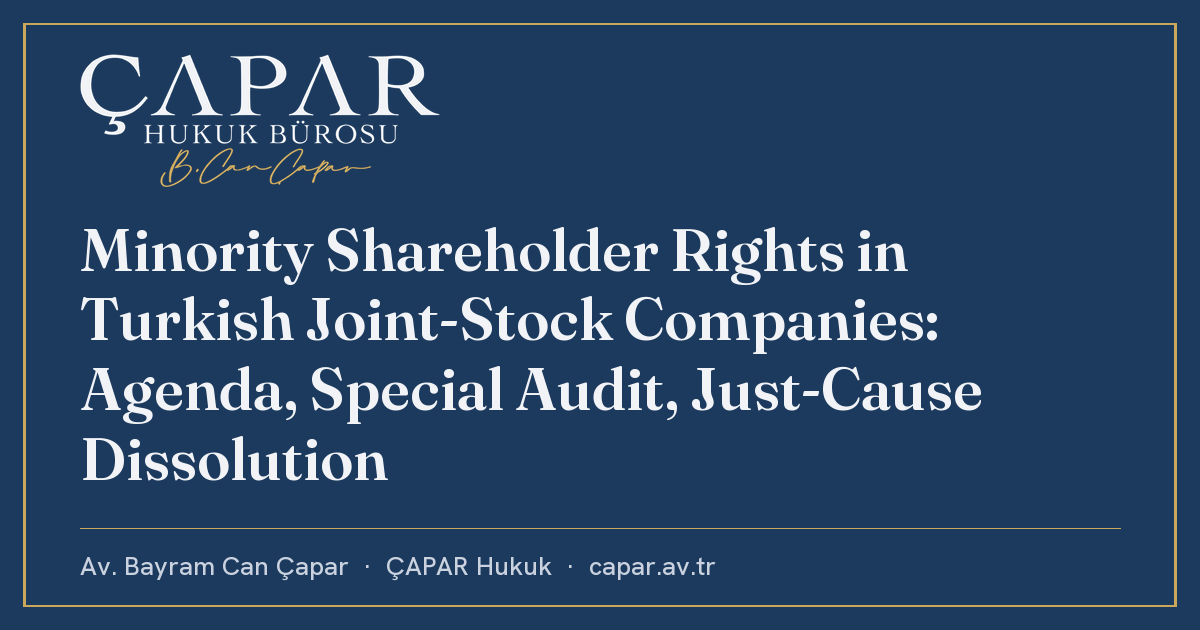 ÇAPAR
HUKUK BÜROSU
B.Can Çapar
Minority Shareholder Rights in
Turkish Joint-Stock Companies:
Agenda, Special Audit, Just-Cause
Dissolution
Av. Bayram Can Çapar · ÇAPAR Hukuk · capar.av.tr